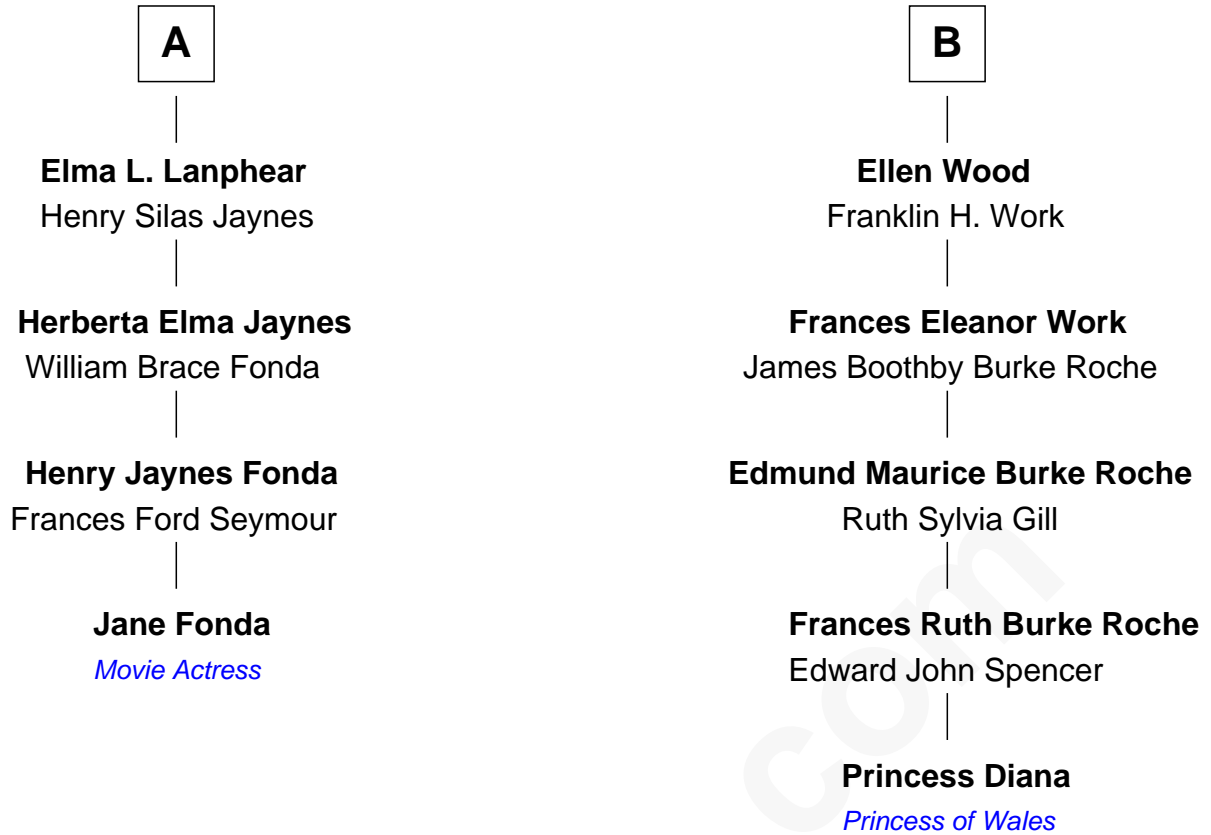 A
Elma L. Lanphear
Henry Silas Jaynes
Herberta Elma Jaynes
William Brace Fonda
Henry Jaynes Fonda
Frances Ford Seymour
Jane Fonda
Movie Actress
B
Ellen Wood
Franklin H. Work
Frances Eleanor Work
James Boothby Burke Roche
Edmund Maurice Burke Roche
Ruth Sylvia Gill
Frances Ruth Burke Roche
Edward John Spencer
Princess Diana
Princess of Wales
com